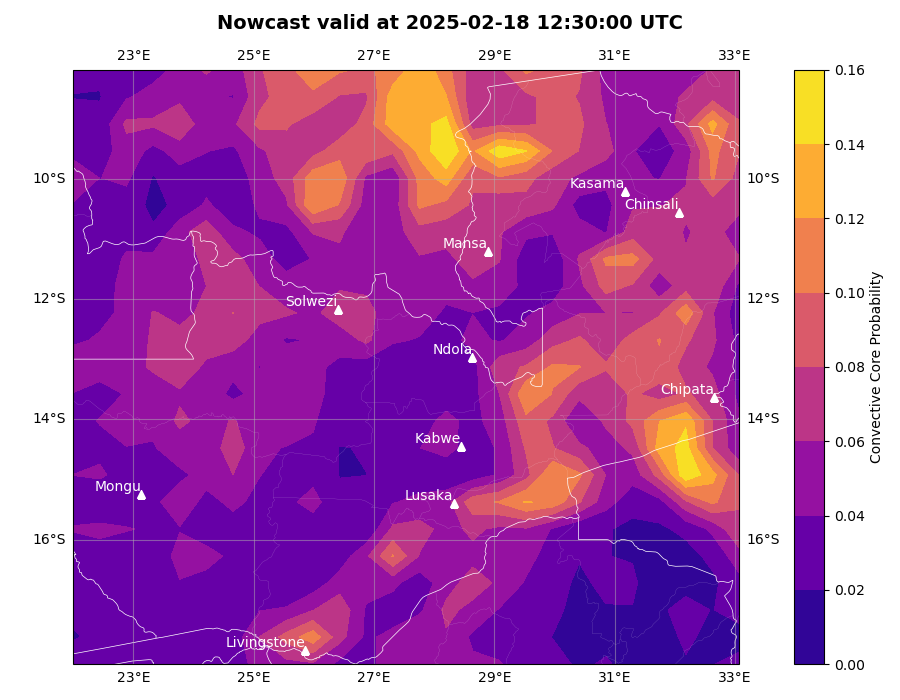 Nowcast valid at 2025-02-18 12:30:00 UTC
23°E 25°E 27°E 29°E 31°E 33°E
0.16
0.14
0.12
0.10
0.08
0.06
0.04
0.02
0.00
Convective Core Probability
10°S 10°S
12°S 12°S
14°S 14°S
16°S 16°S
Kasama
Chinsali
Mansa
Solwezi
Ndola
Chipata
Kabwe
Mongu
Lusaka
Livingstone
23°E 25°E 27°E 29°E 31°E 33°E